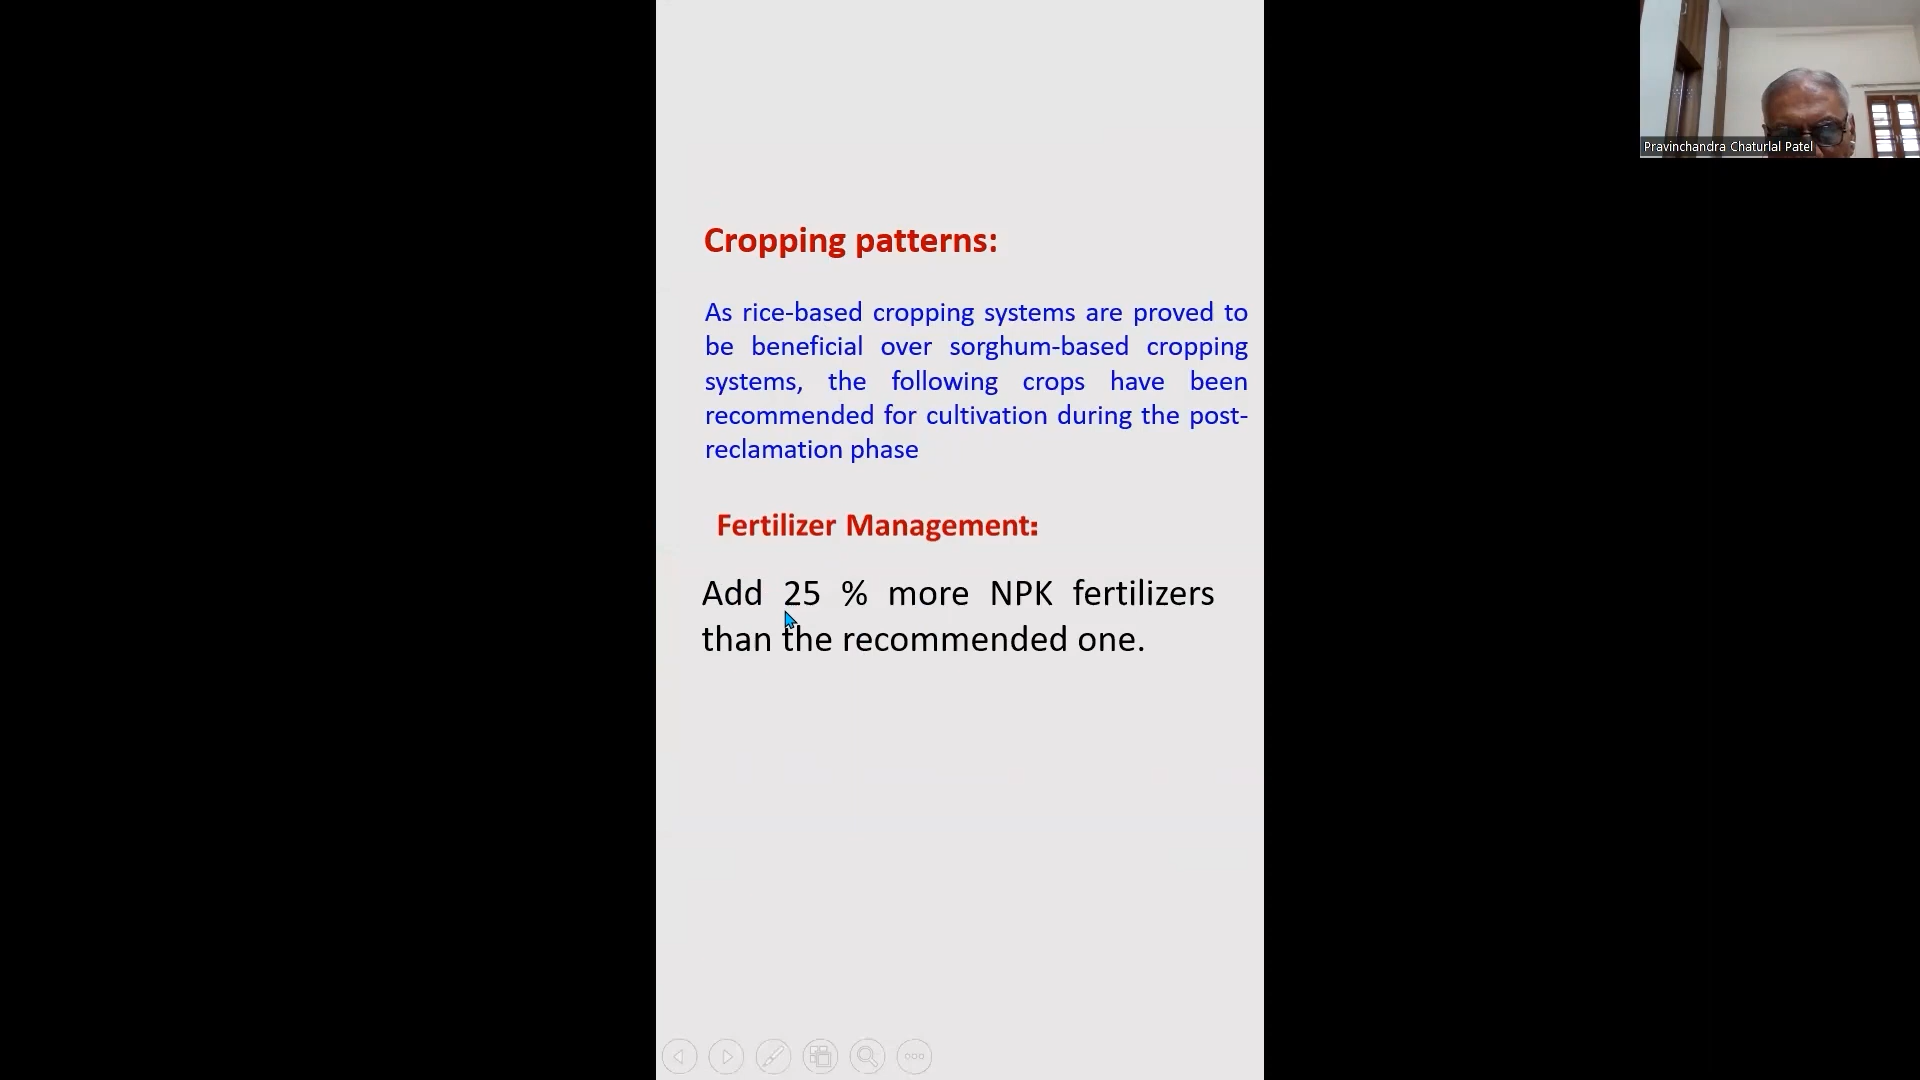 Pravinchandra Chaturlal Patel
Cropping patterns:
As rice-based cropping systems are proved to
be beneficial over sorghum-based cropping
systems, the following crops have been
recommended for cultivation during the post-
reclamation phase
Fertilizer Management:
Add 25 % more NPK fertilizers
than the recommended one.